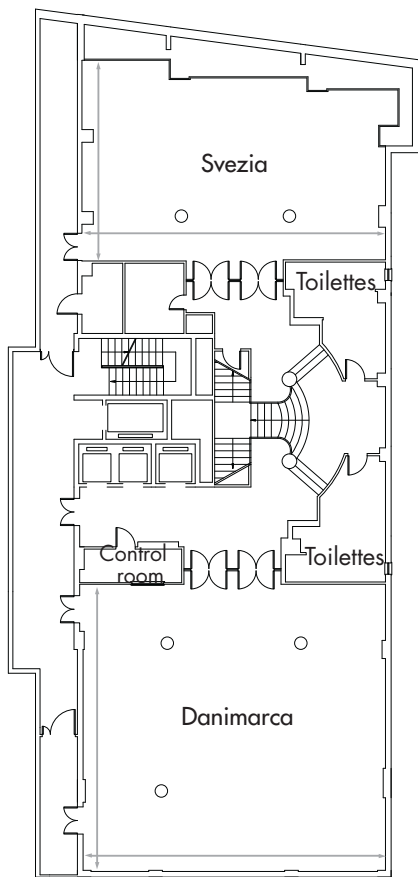 Svezia
Toilettes
Control
room
Toilettes
Danimarca